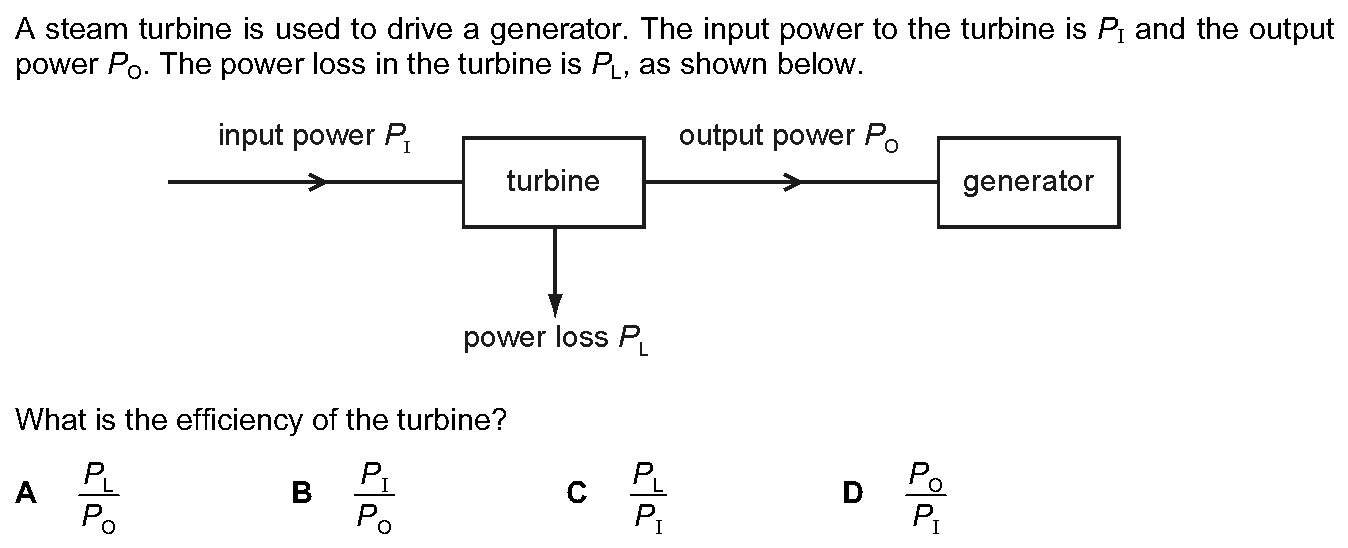 A steam turbine is used to drive a generator. The input power to the turbine is P_I and the output
power P_O. The power loss in the turbine is P_L, as shown below.
input power P_I
output power P_O
turbine
generator
power loss P_L
What is the efficiency of the turbine?
A P_L/P_O B P_I/P_O C P_L/P_I D P_O/P_I